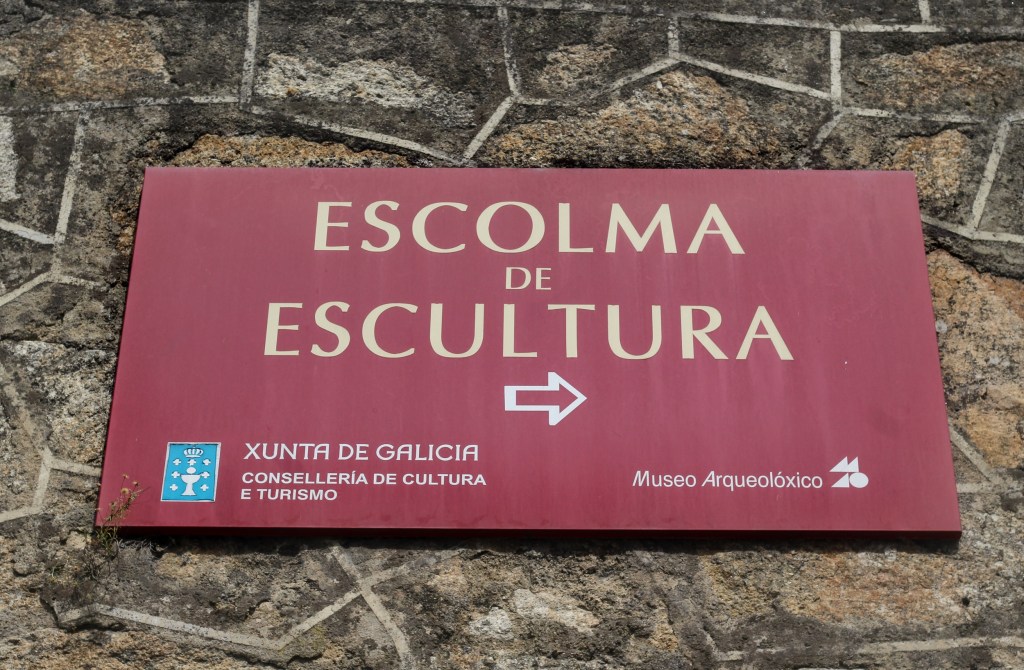 ESCOLMA
DE
ESCULTURA
XUNTA DE GALICIA
CONSELLERÍA DE CULTURA
E TURISMO
Museo Arqueolóxico